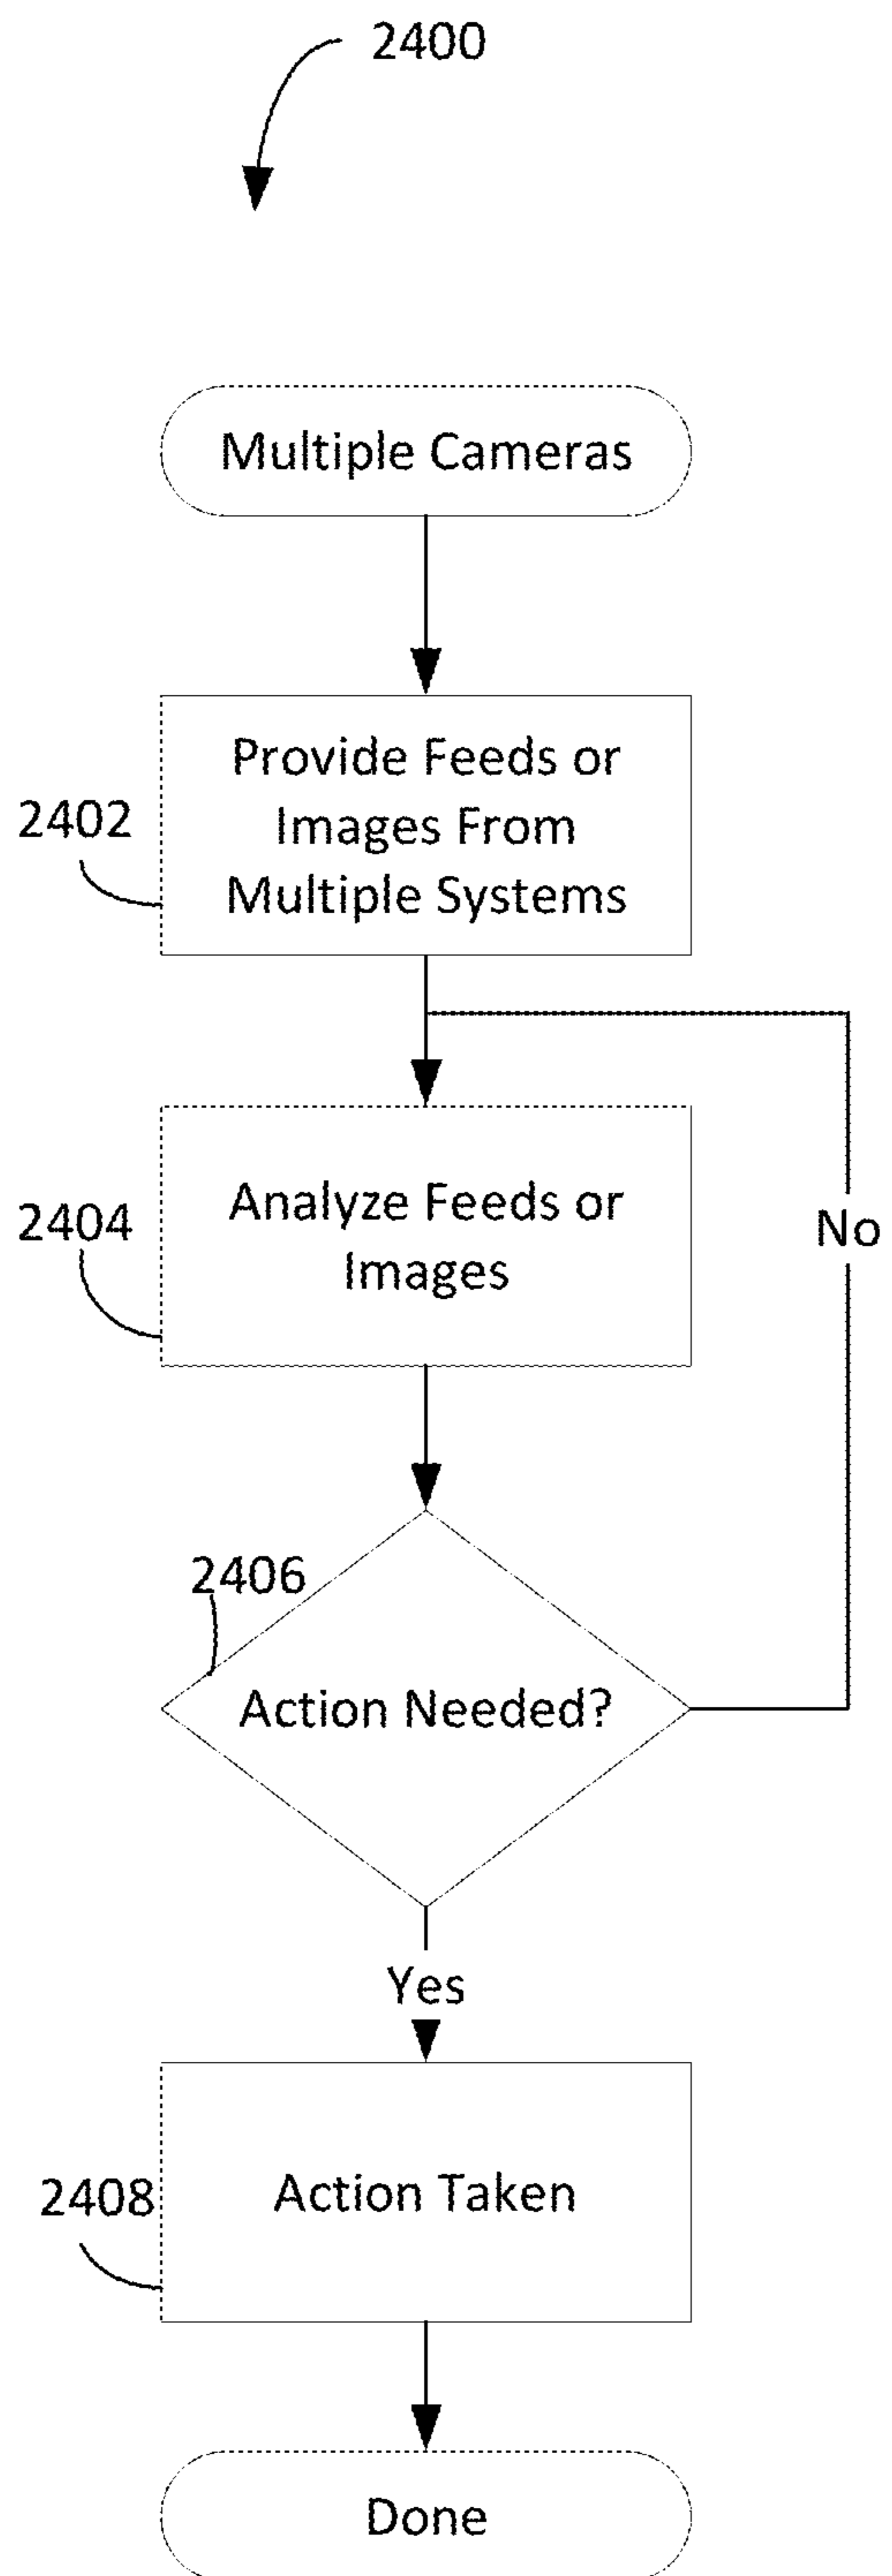 2400
Multiple Cameras
Provide Feeds or
Images From
Multiple Systems
2402
Analyze Feeds or
Images
2404
No
2406
Action Needed?
Yes
Action Taken
2408
Done